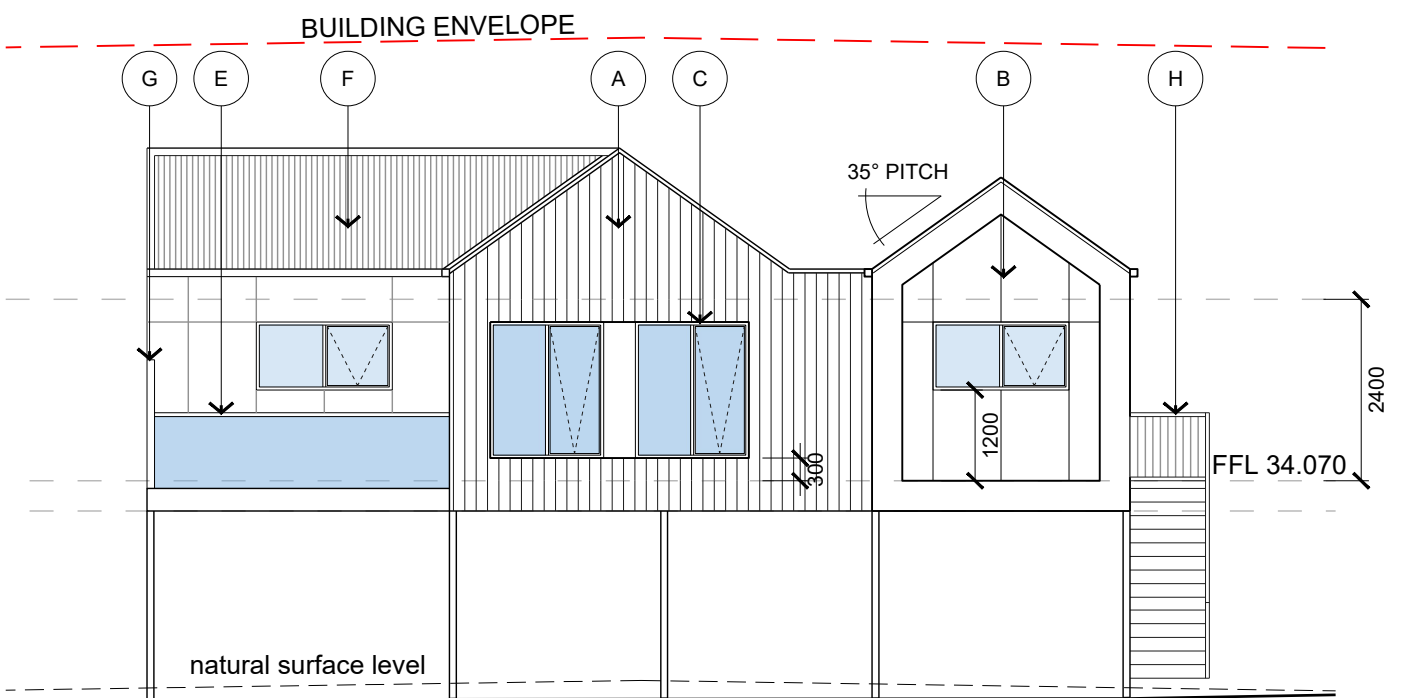 BUILDING ENVELOPE
G E F A C B H
35° PITCH
2400
1200
300
FFL 34.070
natural surface level